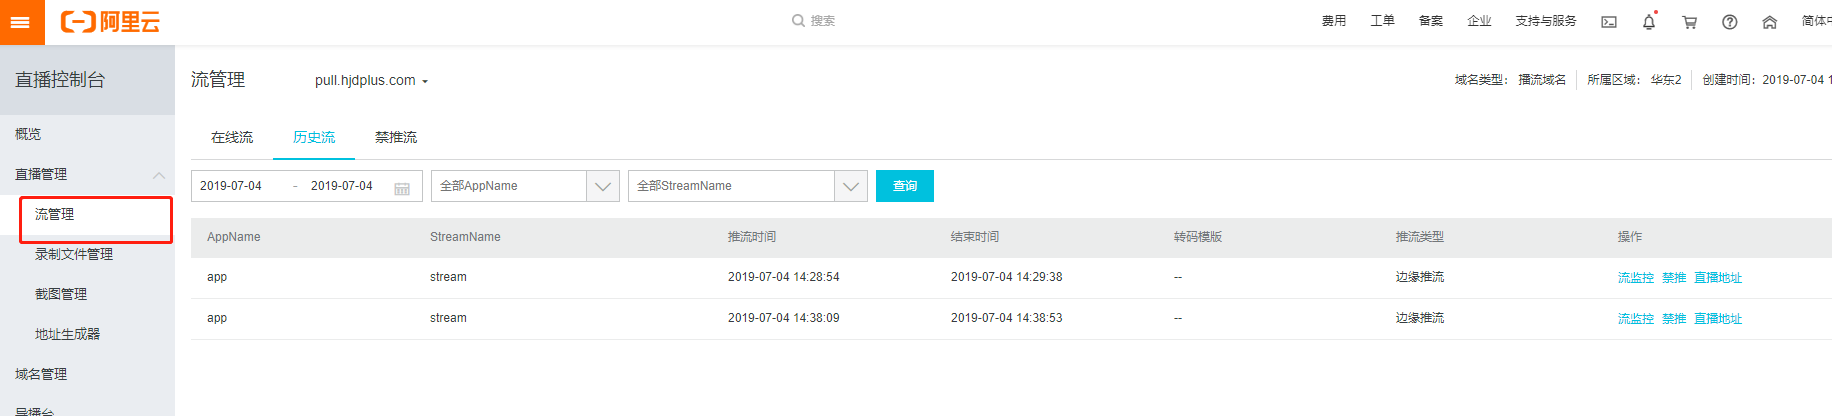 阿里云
搜索
费用 工单 备案 企业 支持与服务 简体中
直播控制台
流管理 pull.hjdplus.com
域名类型： 播流域名 所属区域： 华东2 创建时间： 2019-07-04 1
概览
在线流 历史流 禁推流
直播管理
2019-07-04 - 2019-07-04 全部AppName 全部StreamName 查询
流管理
AppName StreamName 推流时间 结束时间 转码模版 推流类型 操作
录制文件管理
app stream 2019-07-04 14:28:54 2019-07-04 14:29:38 -- 边缘推流 流监控 禁推 直播地址
截图管理
app stream 2019-07-04 14:38:09 2019-07-04 14:38:53 -- 边缘推流 流监控 禁推 直播地址
地址生成器
域名管理
导播台